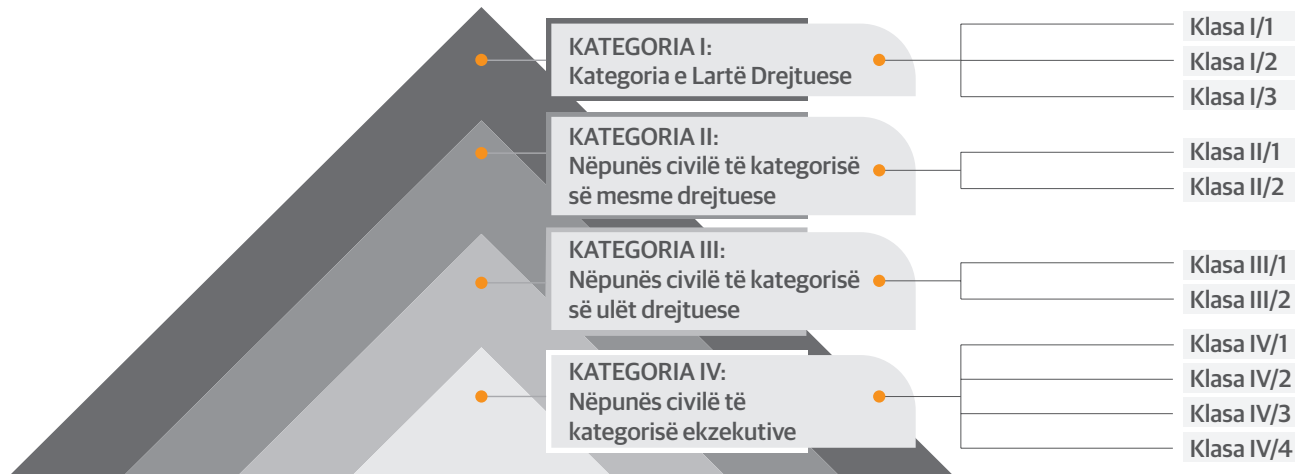 KATEGORIA I:
Kategoria e Lartë Drejtuese
Klasa I/1
Klasa I/2
Klasa I/3
KATEGORIA II:
Nëpunës civilë të kategorisë
së mesme drejtuese
Klasa II/1
Klasa II/2
KATEGORIA III:
Nëpunës civilë të kategorisë
së ulët drejtuese
Klasa III/1
Klasa III/2
KATEGORIA IV:
Nëpunës civilë të
kategorisë ekzekutive
Klasa IV/1
Klasa IV/2
Klasa IV/3
Klasa IV/4